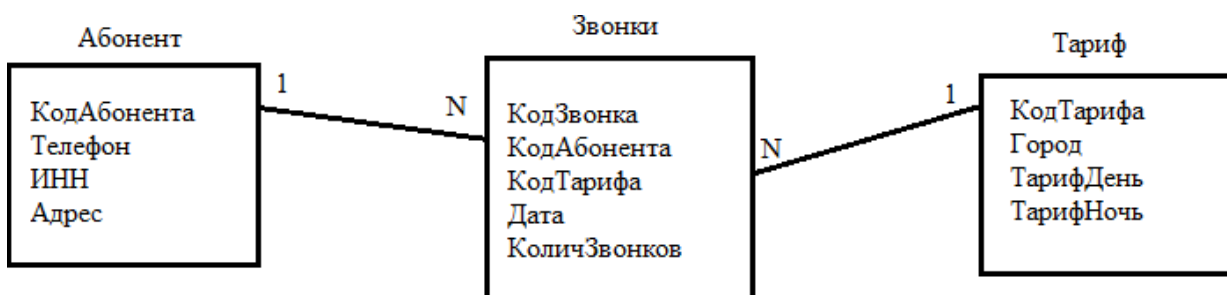 Абонент
КодАбонента
Телефон
ИНН
Адрес
1
N
Звонки
КодЗвонка
КодАбонента
КодТарифа
Дата
КоличЗвонков
N
1
Тариф
КодТарифа
Город
ТарифДень
ТарифНочь